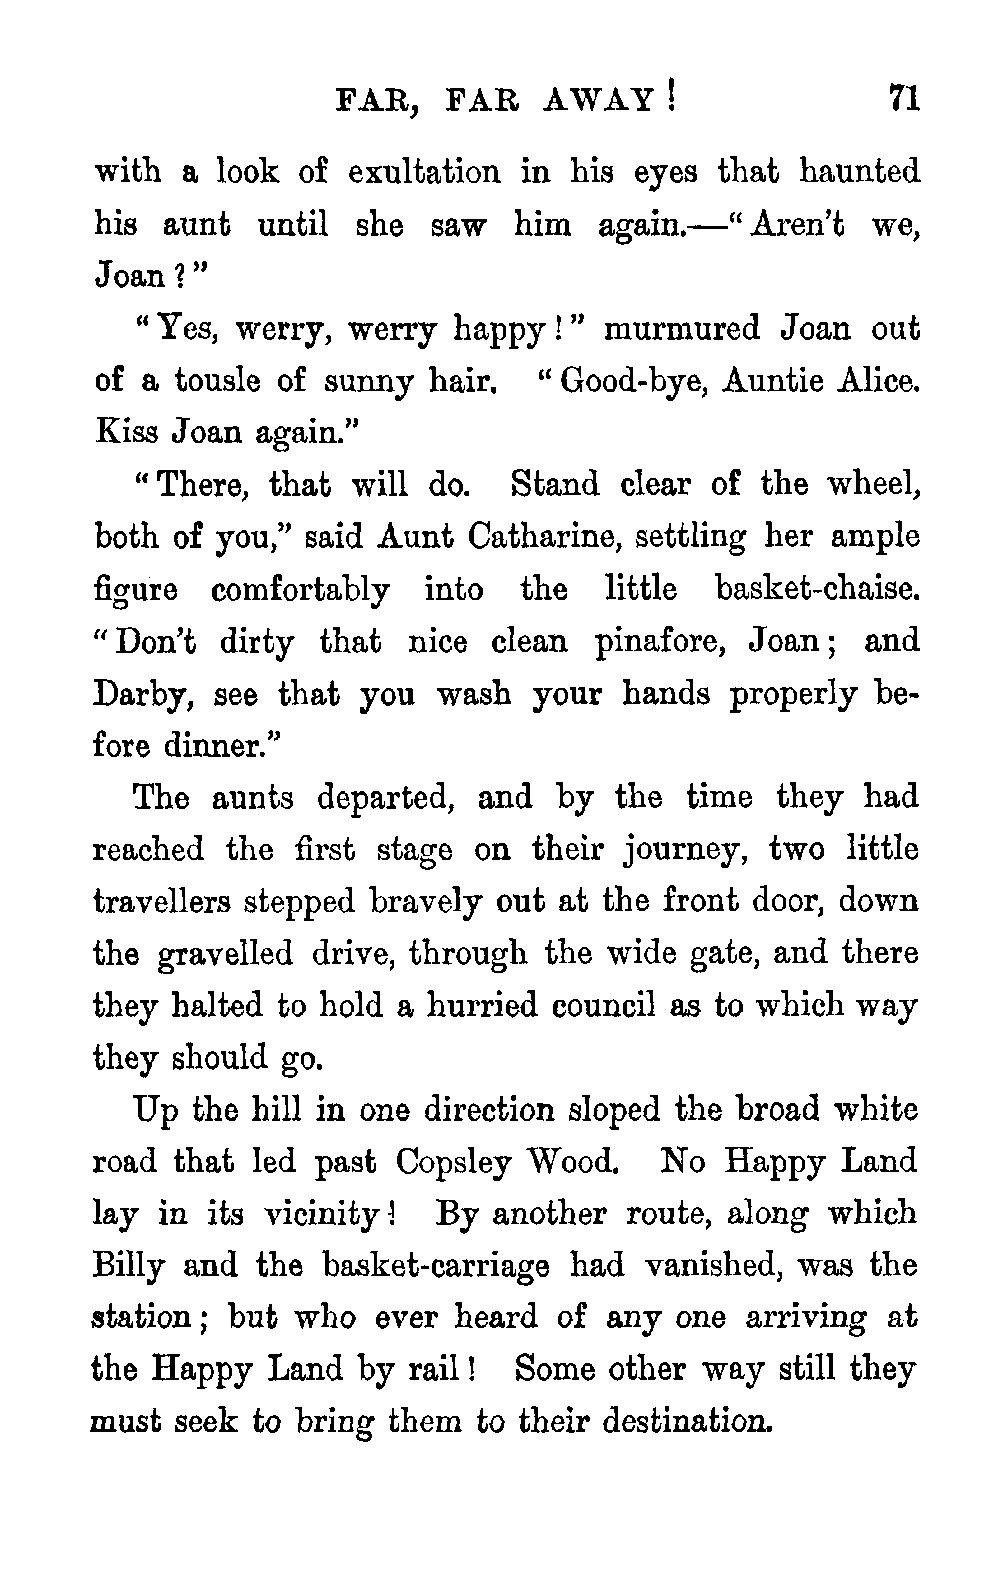 FAR, FAR AWAY! 71
with a look of exultation in his eyes that haunted
his aunt until she saw him again.—“Aren’t we,
Joan?”
“Yes, werry, werry happy!” murmured Joan out
of a tousle of sunny hair. “Good-bye, Auntie Alice.
Kiss Joan again.”
“There, that will do. Stand clear of the wheel,
both of you,” said Aunt Catharine, settling her ample
figure comfortably into the little basket-chaise.
“Don’t dirty that nice clean pinafore, Joan; and
Darby, see that you wash your hands properly be-
fore dinner.”
The aunts departed, and by the time they had
reached the first stage on their journey, two little
travellers stepped bravely out at the front door, down
the gravelled drive, through the wide gate, and there
they halted to hold a hurried council as to which way
they should go.
Up the hill in one direction sloped the broad white
road that led past Copsley Wood. No Happy Land
lay in its vicinity! By another route, along which
Billy and the basket-carriage had vanished, was the
station; but who ever heard of any one arriving at
the Happy Land by rail! Some other way still they
must seek to bring them to their destination.